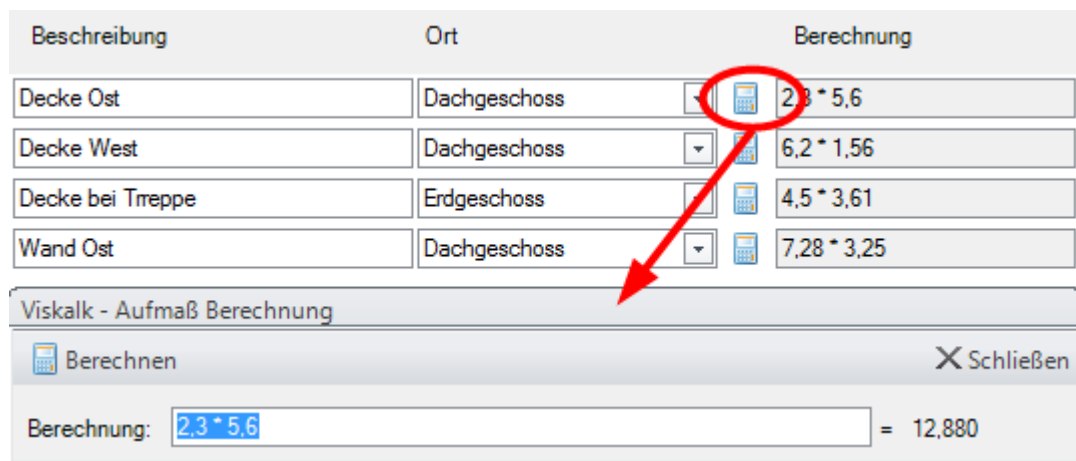 Beschreibung Ort Berechnung
Decke Ost Dachgeschoss 2,3 * 5,6
Decke West Dachgeschoss 6,2 * 1,56
Decke bei Trreppe Erdgeschoss 4,5 * 3,61
Wand Ost Dachgeschoss 7,28 * 3,25
Viskalk - Aufmaß Berechnung
Berechnen Schließen
Berechnung: 2,3 * 5,6 = 12,880